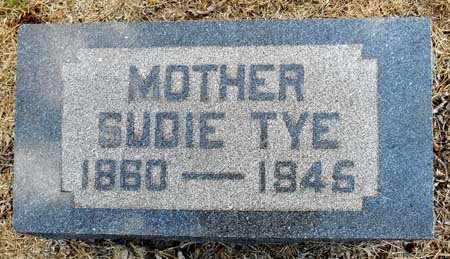 MOTHER
SUDIE TYE
1860 — 1946